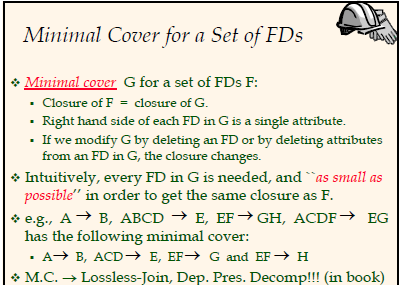 Minimal Cover for a Set of FDs
❖ Minimal cover G for a set of FDs F:
▪ Closure of F = closure of G.
▪ Right hand side of each FD in G is a single attribute.
▪ If we modify G by deleting an FD or by deleting attributes
from an FD in G, the closure changes.
❖ Intuitively, every FD in G is needed, and ``as small as
possible'' in order to get the same closure as F.
❖ e.g., A → B, ABCD → E, EF → GH, ACDF → EG
has the following minimal cover:
▪ A → B, ACD → E, EF → G and EF → H
❖ M.C. → Lossless-Join, Dep. Pres. Decomp!!! (in book)